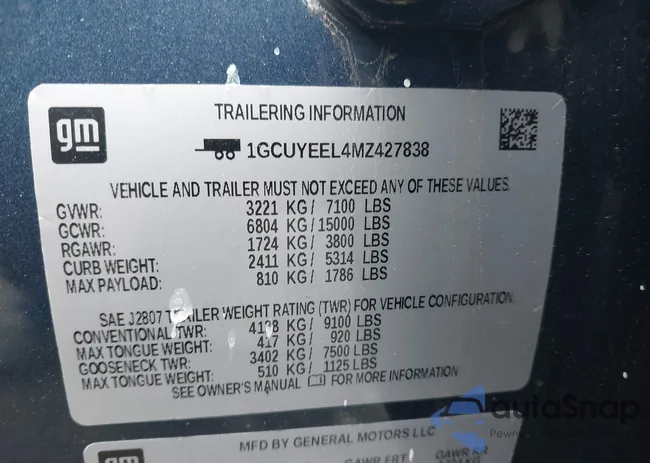 gm
TRAILERING INFORMATION
1GCUYEEL4MZ427838
VEHICLE AND TRAILER MUST NOT EXCEED ANY OF THESE VALUES.
GVWR: 3221 KG/ 7100 LBS
GCWR: 6804 KG/15000 LBS
RGAWR: 1724 KG/ 3800 LBS
CURB WEIGHT: 2411 KG/ 5314 LBS
MAX PAYLOAD: 810 KG/ 1786 LBS
SAE J2807 TRAILER WEIGHT RATING (TWR) FOR VEHICLE CONFIGURATION.
CONVENTIONAL TWR: 4128 KG/ 9100 LBS
MAX TONGUE WEIGHT: 417 KG/ 920 LBS
GOOSENECK TWR: 3402 KG/ 7500 LBS
MAX TONGUE WEIGHT: 510 KG/ 1125 LBS
SEE OWNER'S MANUAL FOR MORE INFORMATION
autoSnap
MFD BY GENERAL MOTORS LLC
gm
GAWR FRT
GAWR RR